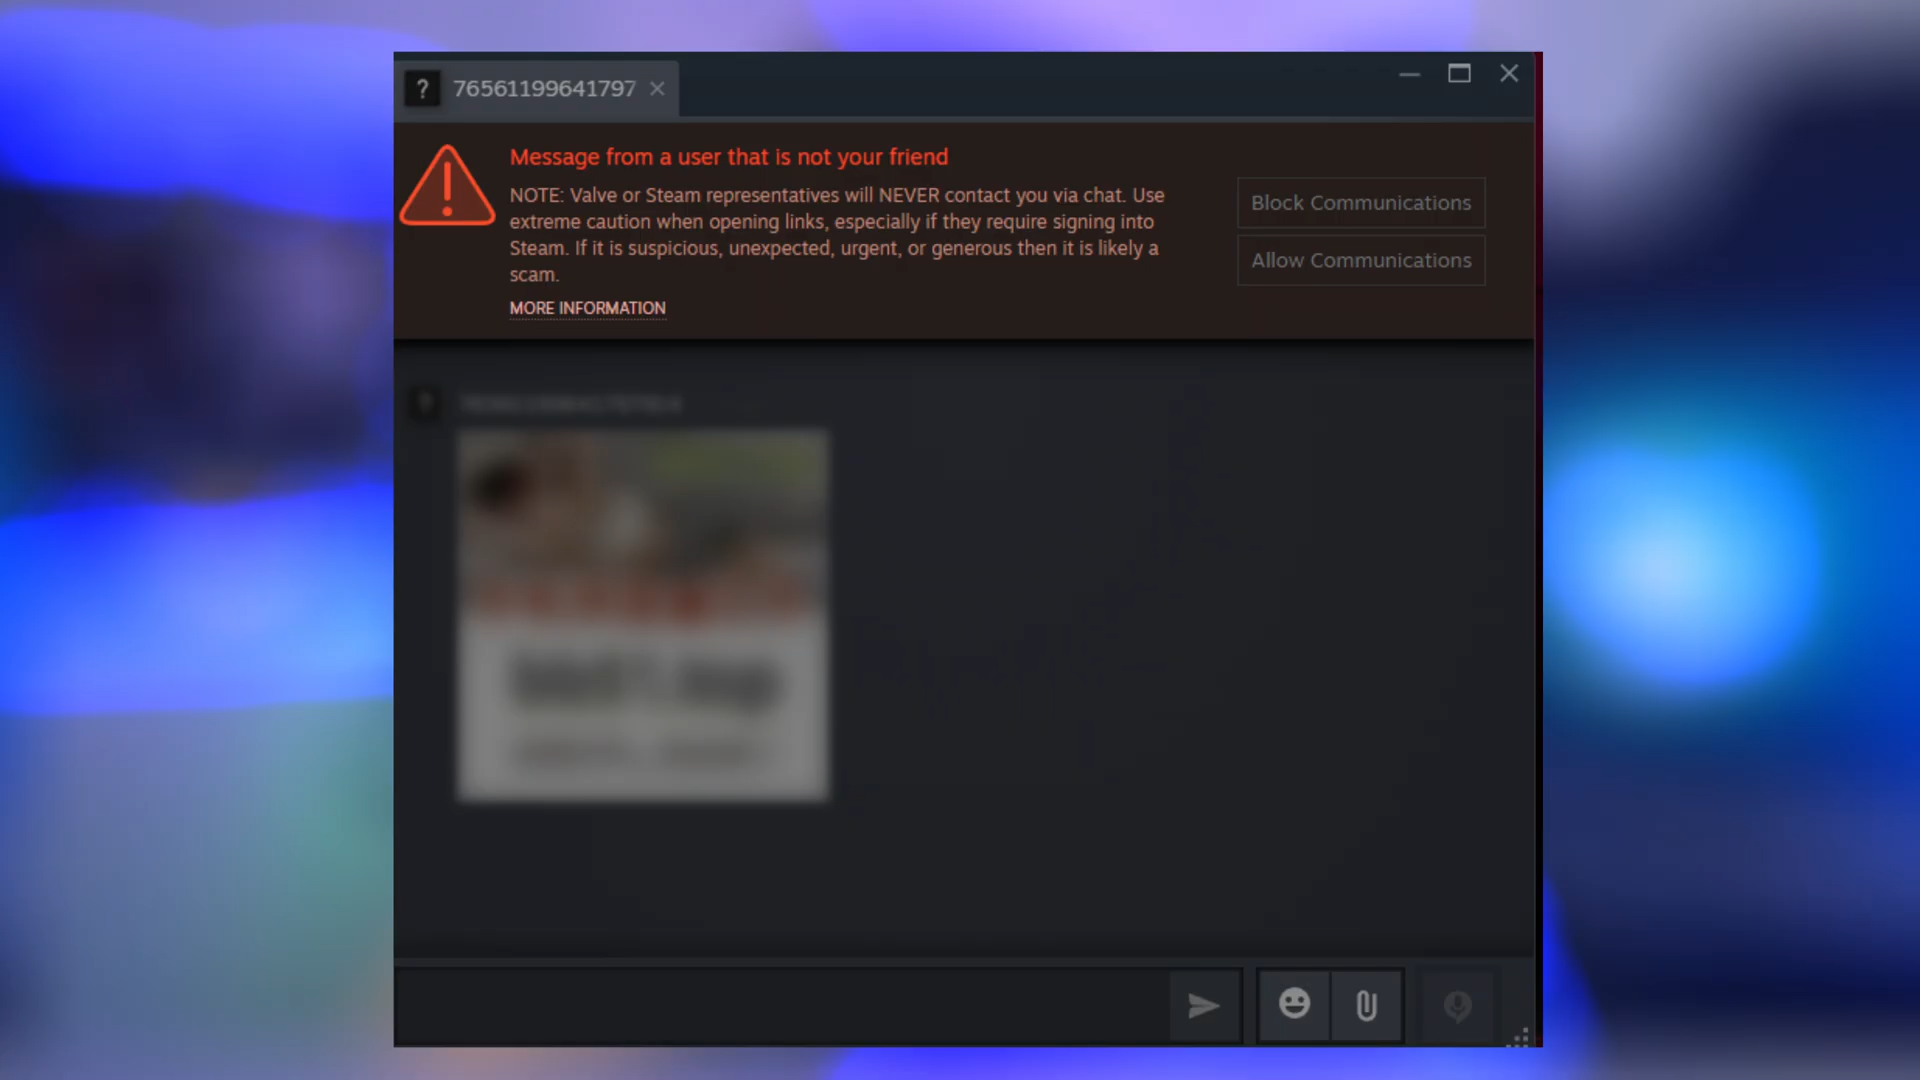 ? 76561199641797
Message from a user that is not your friend
NOTE: Valve or Steam representatives will NEVER contact you via chat. Use
extreme caution when opening links, especially if they require signing into
Steam. If it is suspicious, unexpected, urgent, or generous then it is likely a
scam.
MORE INFORMATION
Block Communications
Allow Communications